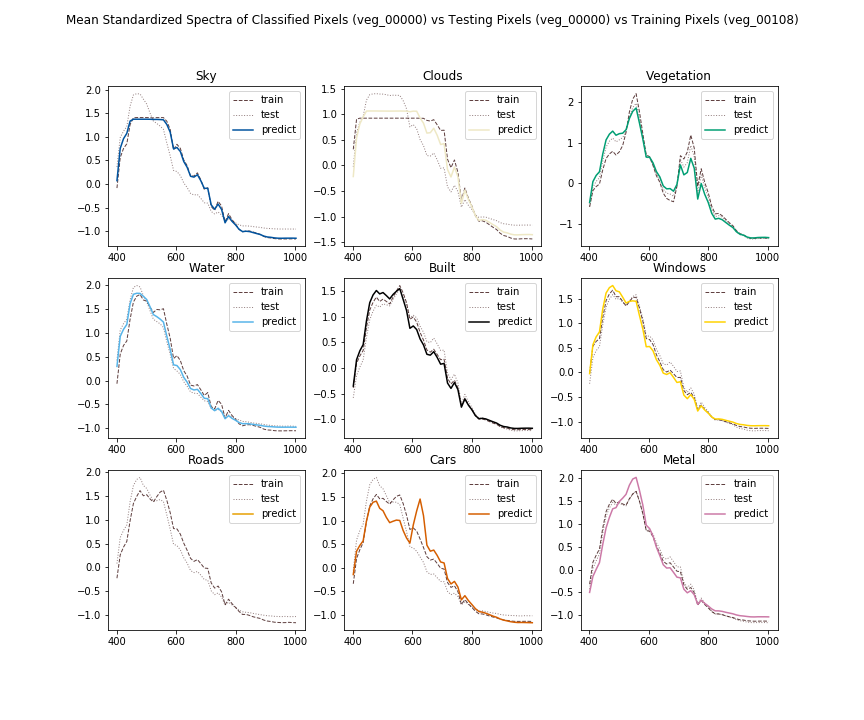 Mean Standardized Spectra of Classified Pixels (veg_00000) vs Testing Pixels (veg_00000) vs Training Pixels (veg_00108)
Sky
2.0
1.5
1.0
0.5
0.0
−0.5
−1.0
400 600 800 1000
train
test
predict
Clouds
1.5
1.0
0.5
0.0
−0.5
−1.0
−1.5
400 600 800 1000
train
test
predict
Vegetation
2
1
0
−1
400 600 800 1000
train
test
predict
Water
2.0
1.5
1.0
0.5
0.0
−0.5
−1.0
400 600 800 1000
train
test
predict
Built
1.5
1.0
0.5
0.0
−0.5
−1.0
400 600 800 1000
train
test
predict
Windows
1.5
1.0
0.5
0.0
−0.5
−1.0
400 600 800 1000
train
test
predict
Roads
2.0
1.5
1.0
0.5
0.0
−0.5
−1.0
400 600 800 1000
train
test
predict
Cars
2.0
1.5
1.0
0.5
0.0
−0.5
−1.0
400 600 800 1000
train
test
predict
Metal
2.0
1.5
1.0
0.5
0.0
−0.5
−1.0
400 600 800 1000
train
test
predict